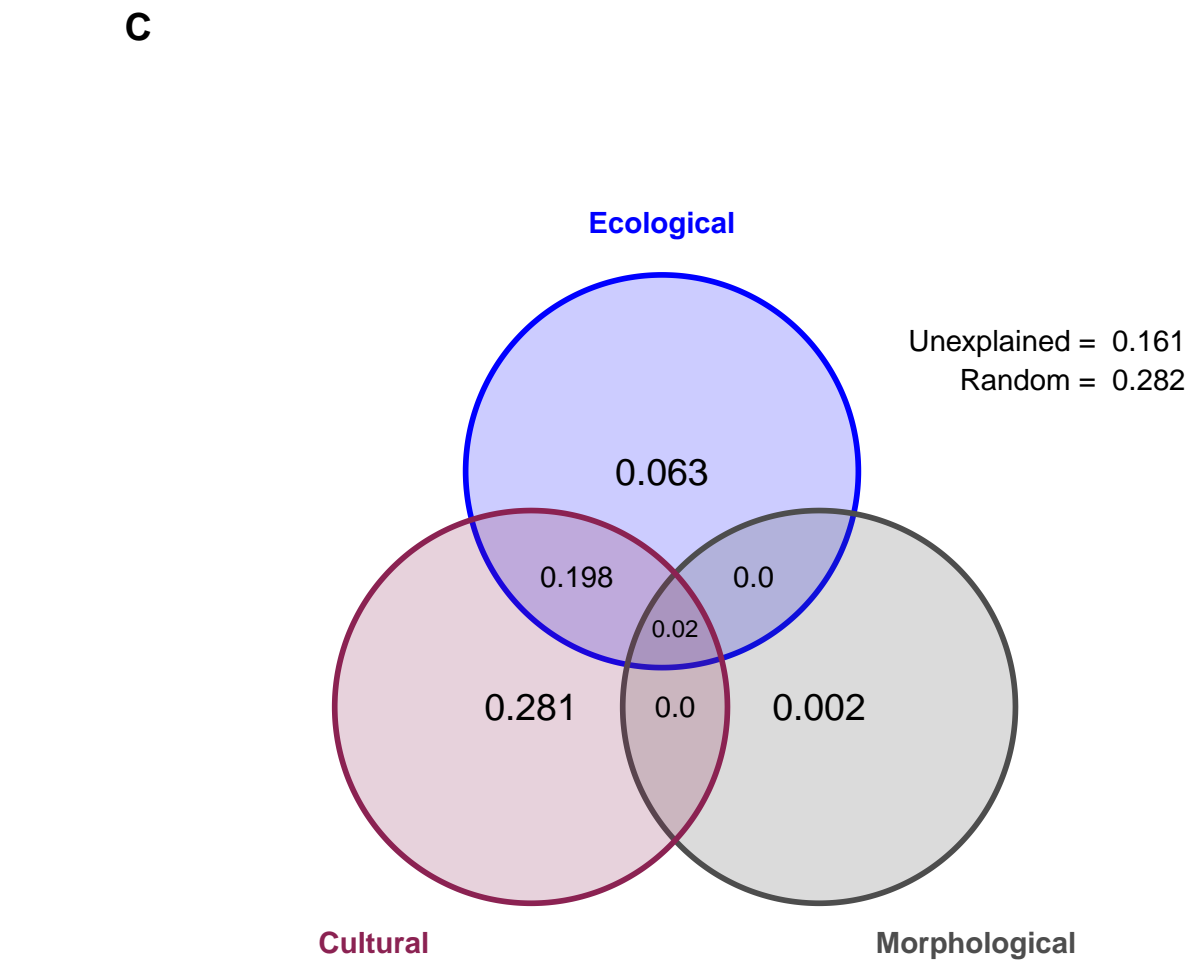 C
Ecological
Unexplained = 0.161
Random = 0.282
0.063
0.198
0.0
0.02
0.281
0.0
0.002
Cultural
Morphological